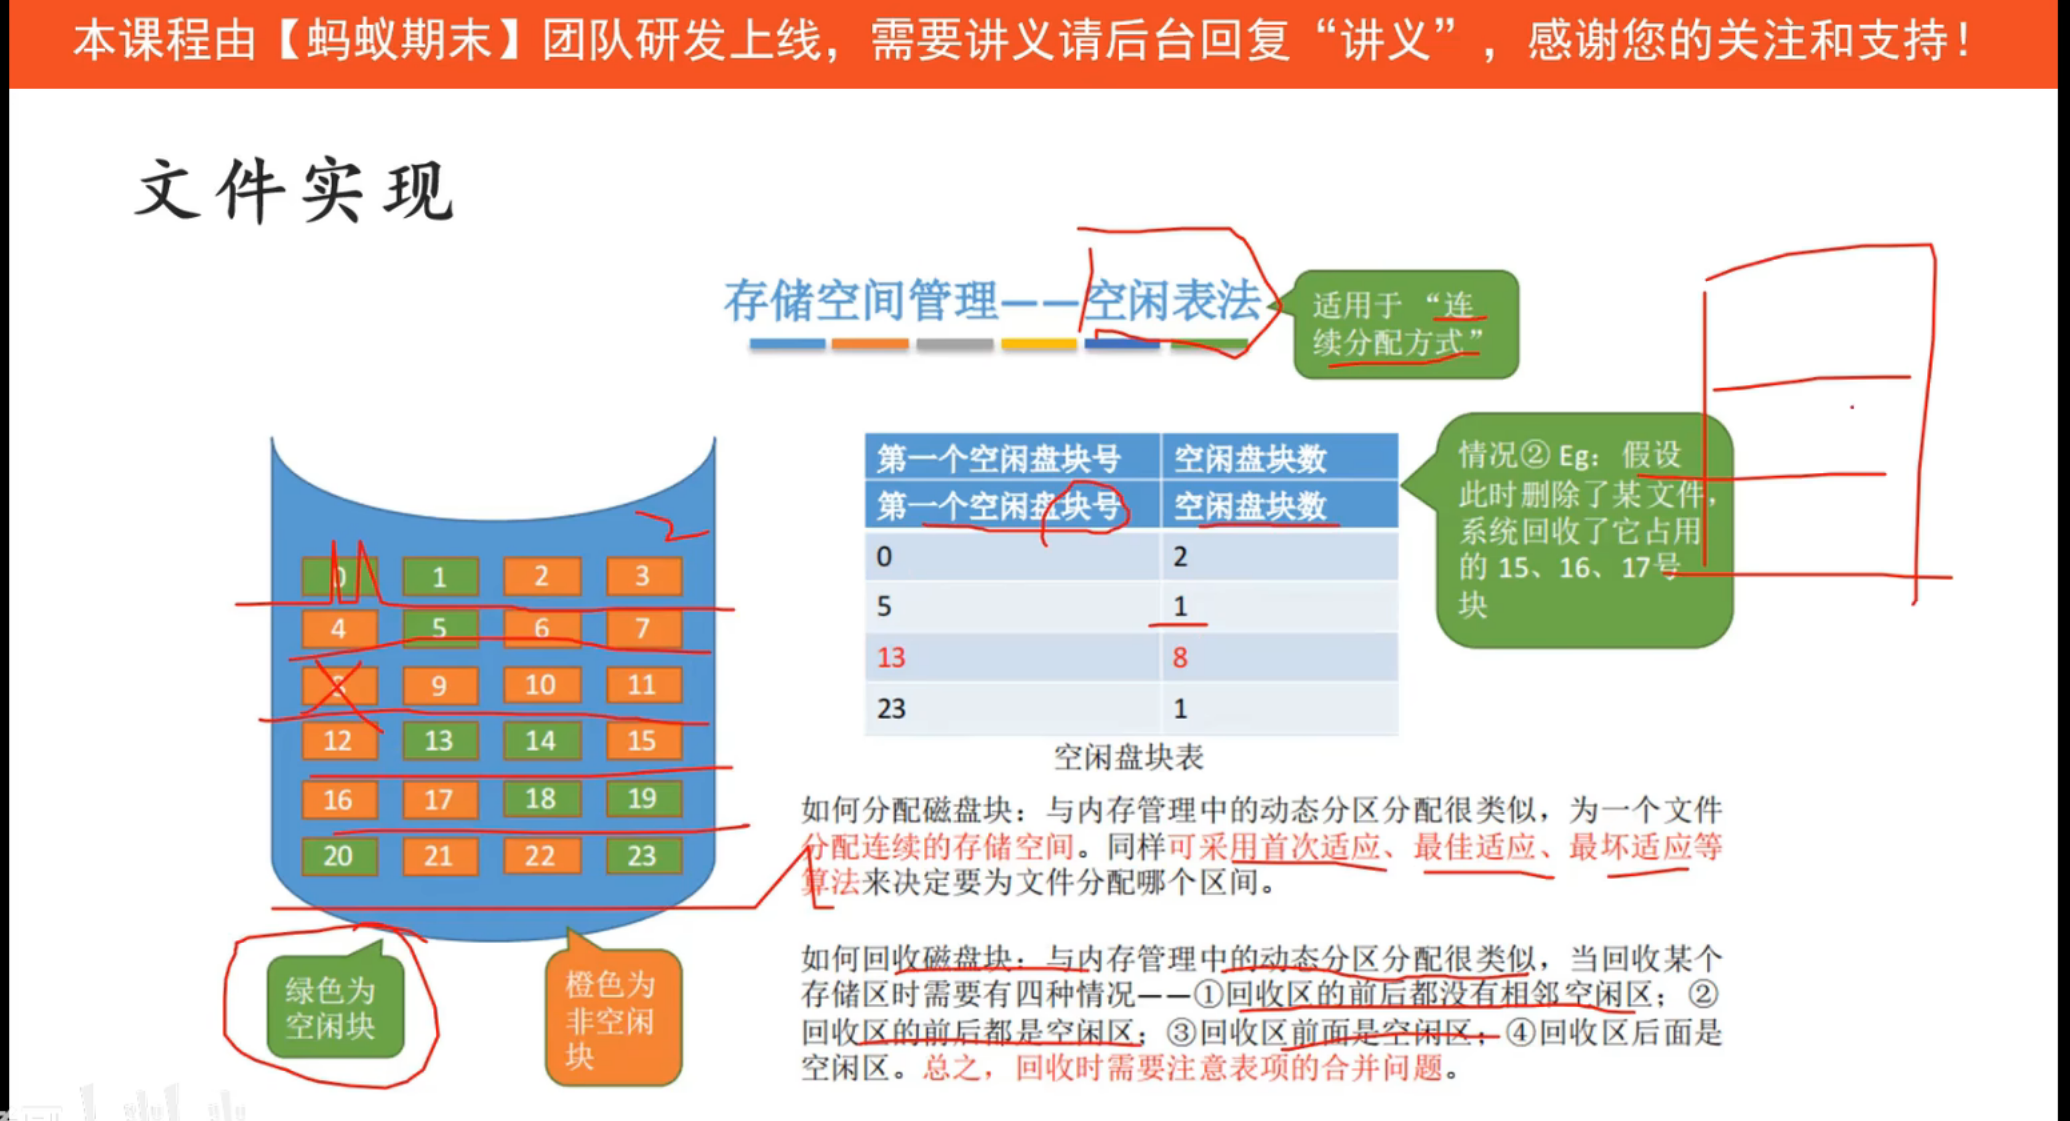 本课程由【蚂蚁期末】团队研发上线，需要讲义请后台回复“讲义”，感谢您的关注和支持！
文件实现
存储空间管理——空闲表法
适用于 “连
续分配方式”
第一个空闲盘块号 空闲盘块数
第一个空闲盘块号 空闲盘块数
0 2
5 1
13 8
23 1
空闲盘块表
情况② Eg：假设
此时删除了某文件，
系统回收了它占用
的 15、16、17号
块
2
0 1 2 3
4 5 6 7
8 9 10 11
12 13 14 15
16 17 18 19
20 21 22 23
绿色为
空闲块
橙色为
非空闲
块
如何分配磁盘块：与内存管理中的动态分区分配很类似，为一个文件
分配连续的存储空间。同样可采用首次适应、最佳适应、最坏适应等
算法来决定要为文件分配哪个区间。
如何回收磁盘块：与内存管理中的动态分区分配很类似，当回收某个
存储区时需要有四种情况——①回收区的前后都没有相邻空闲区；②
回收区的前后都是空闲区；③回收区前面是空闲区；④回收区后面是
空闲区。总之，回收时需要注意表项的合并问题。